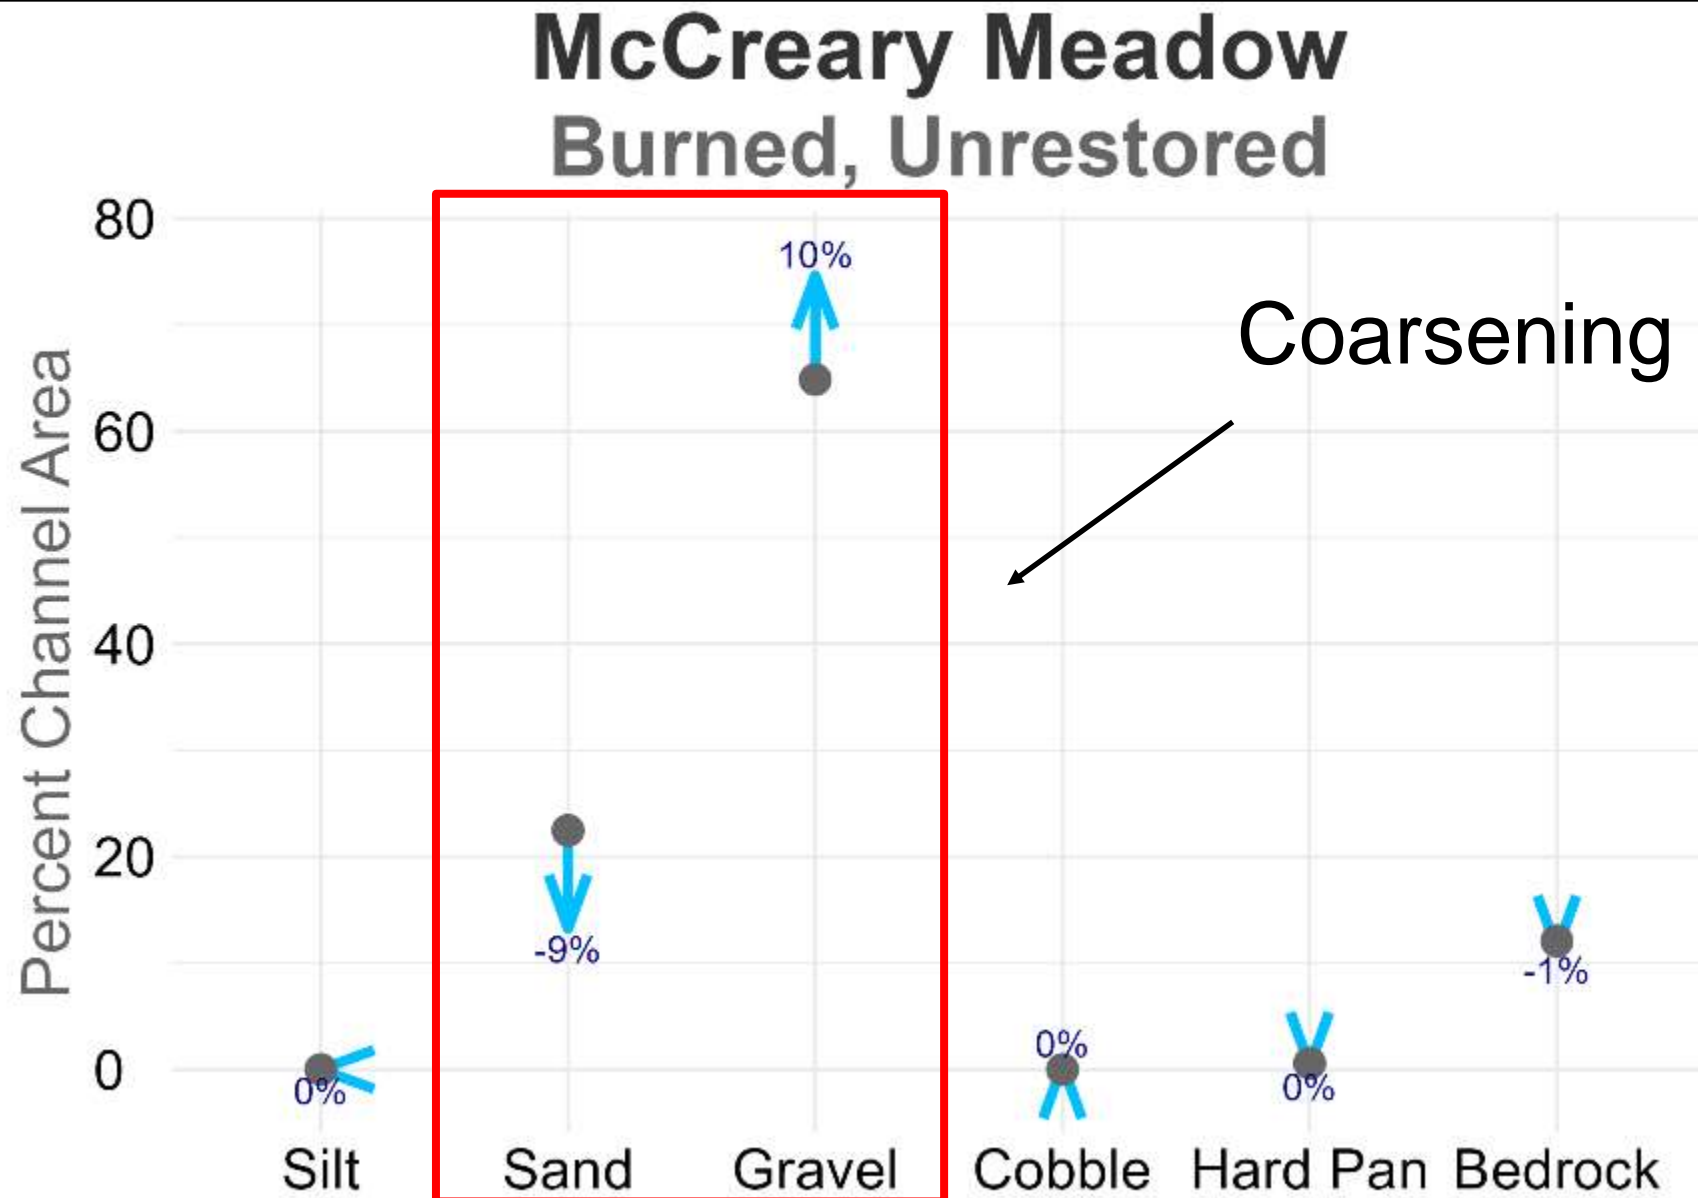 McCreary Meadow
Burned, Unrestored
Percent Channel Area
80
60
40
20
0
10%
Coarsening
-9%
-1%
0%
0%
0%
Silt Sand Gravel Cobble Hard Pan Bedrock